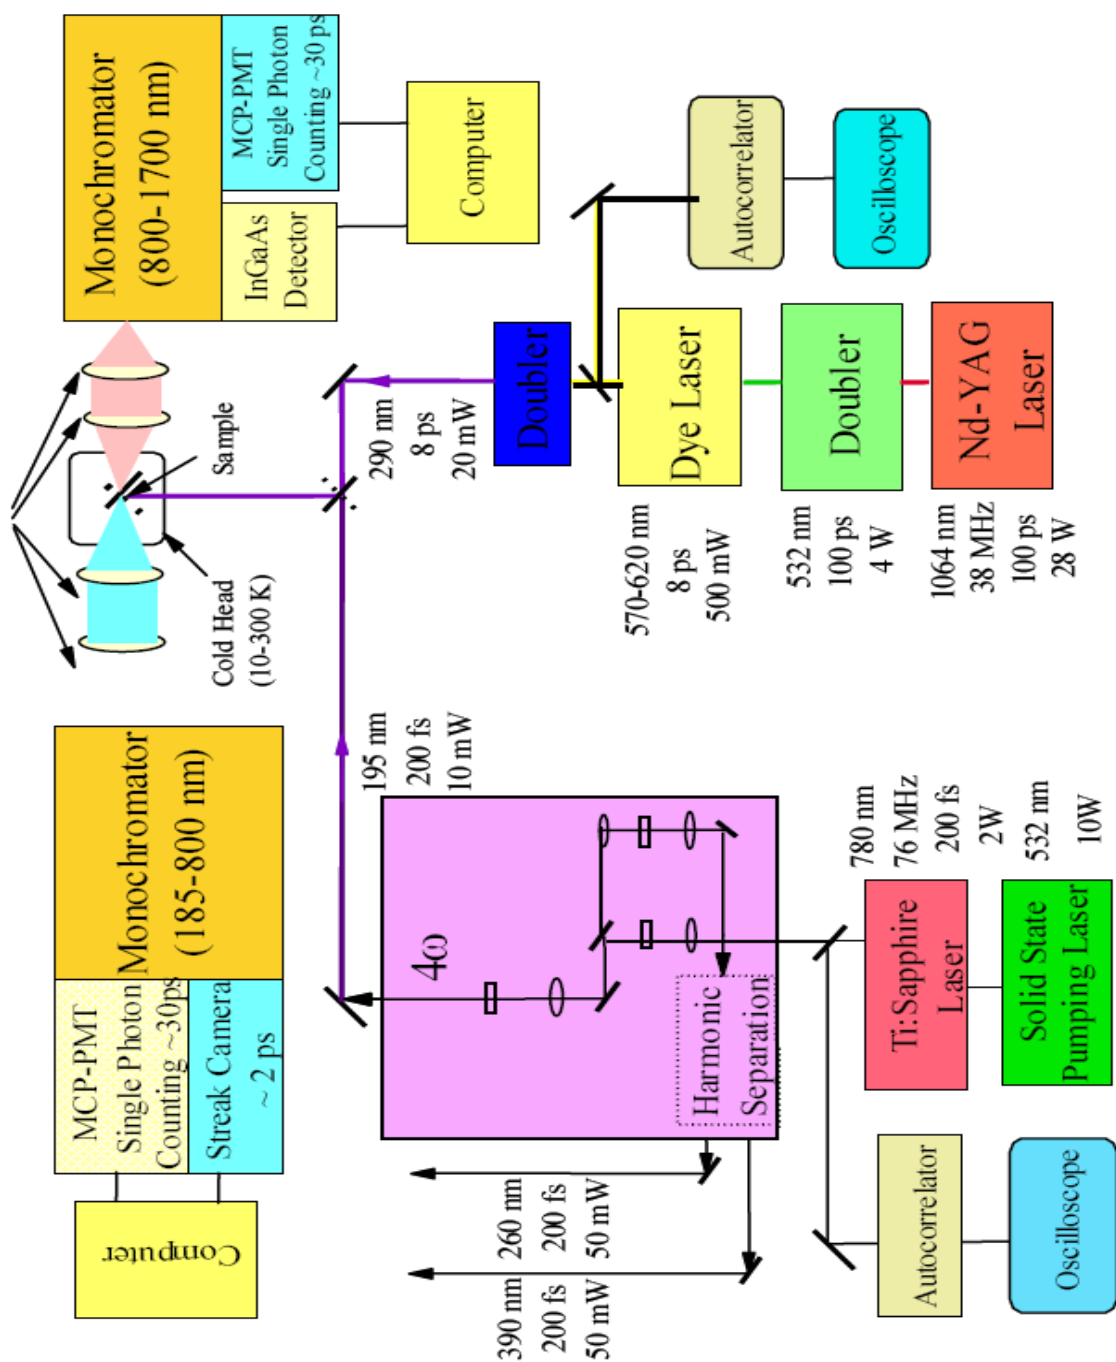 Computer
MCP-PMT
Single Photon
Counting ~30ps
Streak Camera
~ 2 ps
Monochromator
(185-800 nm)
Cold Head
(10-300 K)
Sample
Monochromator
(800-1700 nm)
InGaAs
Detector
MCP-PMT
Single Photon
Counting ~30 ps
Computer
390 nm
200 fs
50 mW
260 nm
200 fs
50 mW
4ω
Harmonic
Separation
195 nm
200 fs
10 mW
290 nm
8 ps
20 mW
Doubler
570-620 nm
8 ps
500 mW
Dye Laser
532 nm
100 ps
4 W
Doubler
1064 nm
38 MHz
100 ps
28 W
Nd-YAG
Laser
Autocorrelator
Oscilloscope
Autocorrelator
Oscilloscope
Ti:Sapphire
Laser
780 nm
76 MHz
200 fs
2W
Solid State
Pumping Laser
532 nm
10W